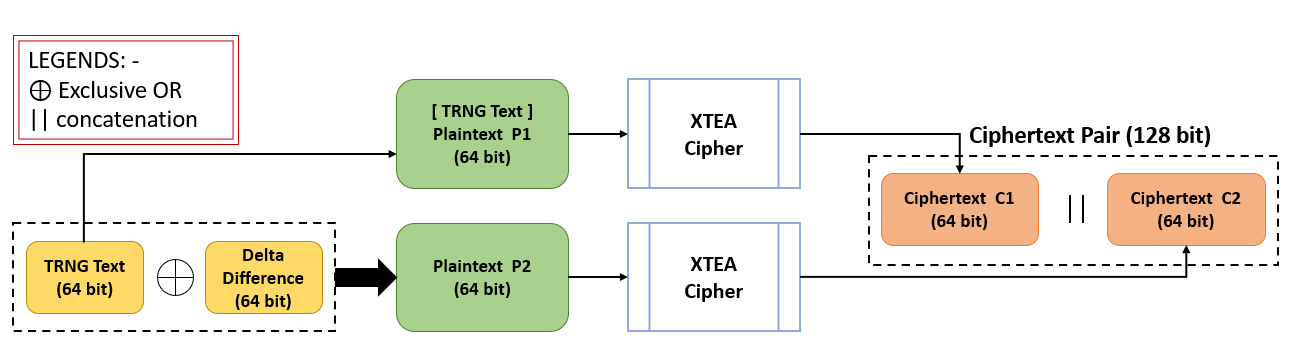 LEGENDS: -
⊕ Exclusive OR
|| concatenation
[ TRNG Text ]
Plaintext P1
(64 bit)
XTEA
Cipher
Ciphertext Pair (128 bit)
Ciphertext C1
(64 bit)
||
Ciphertext C2
(64 bit)
TRNG Text
(64 bit)
⊕
Delta
Difference
(64 bit)
Plaintext P2
(64 bit)
XTEA
Cipher